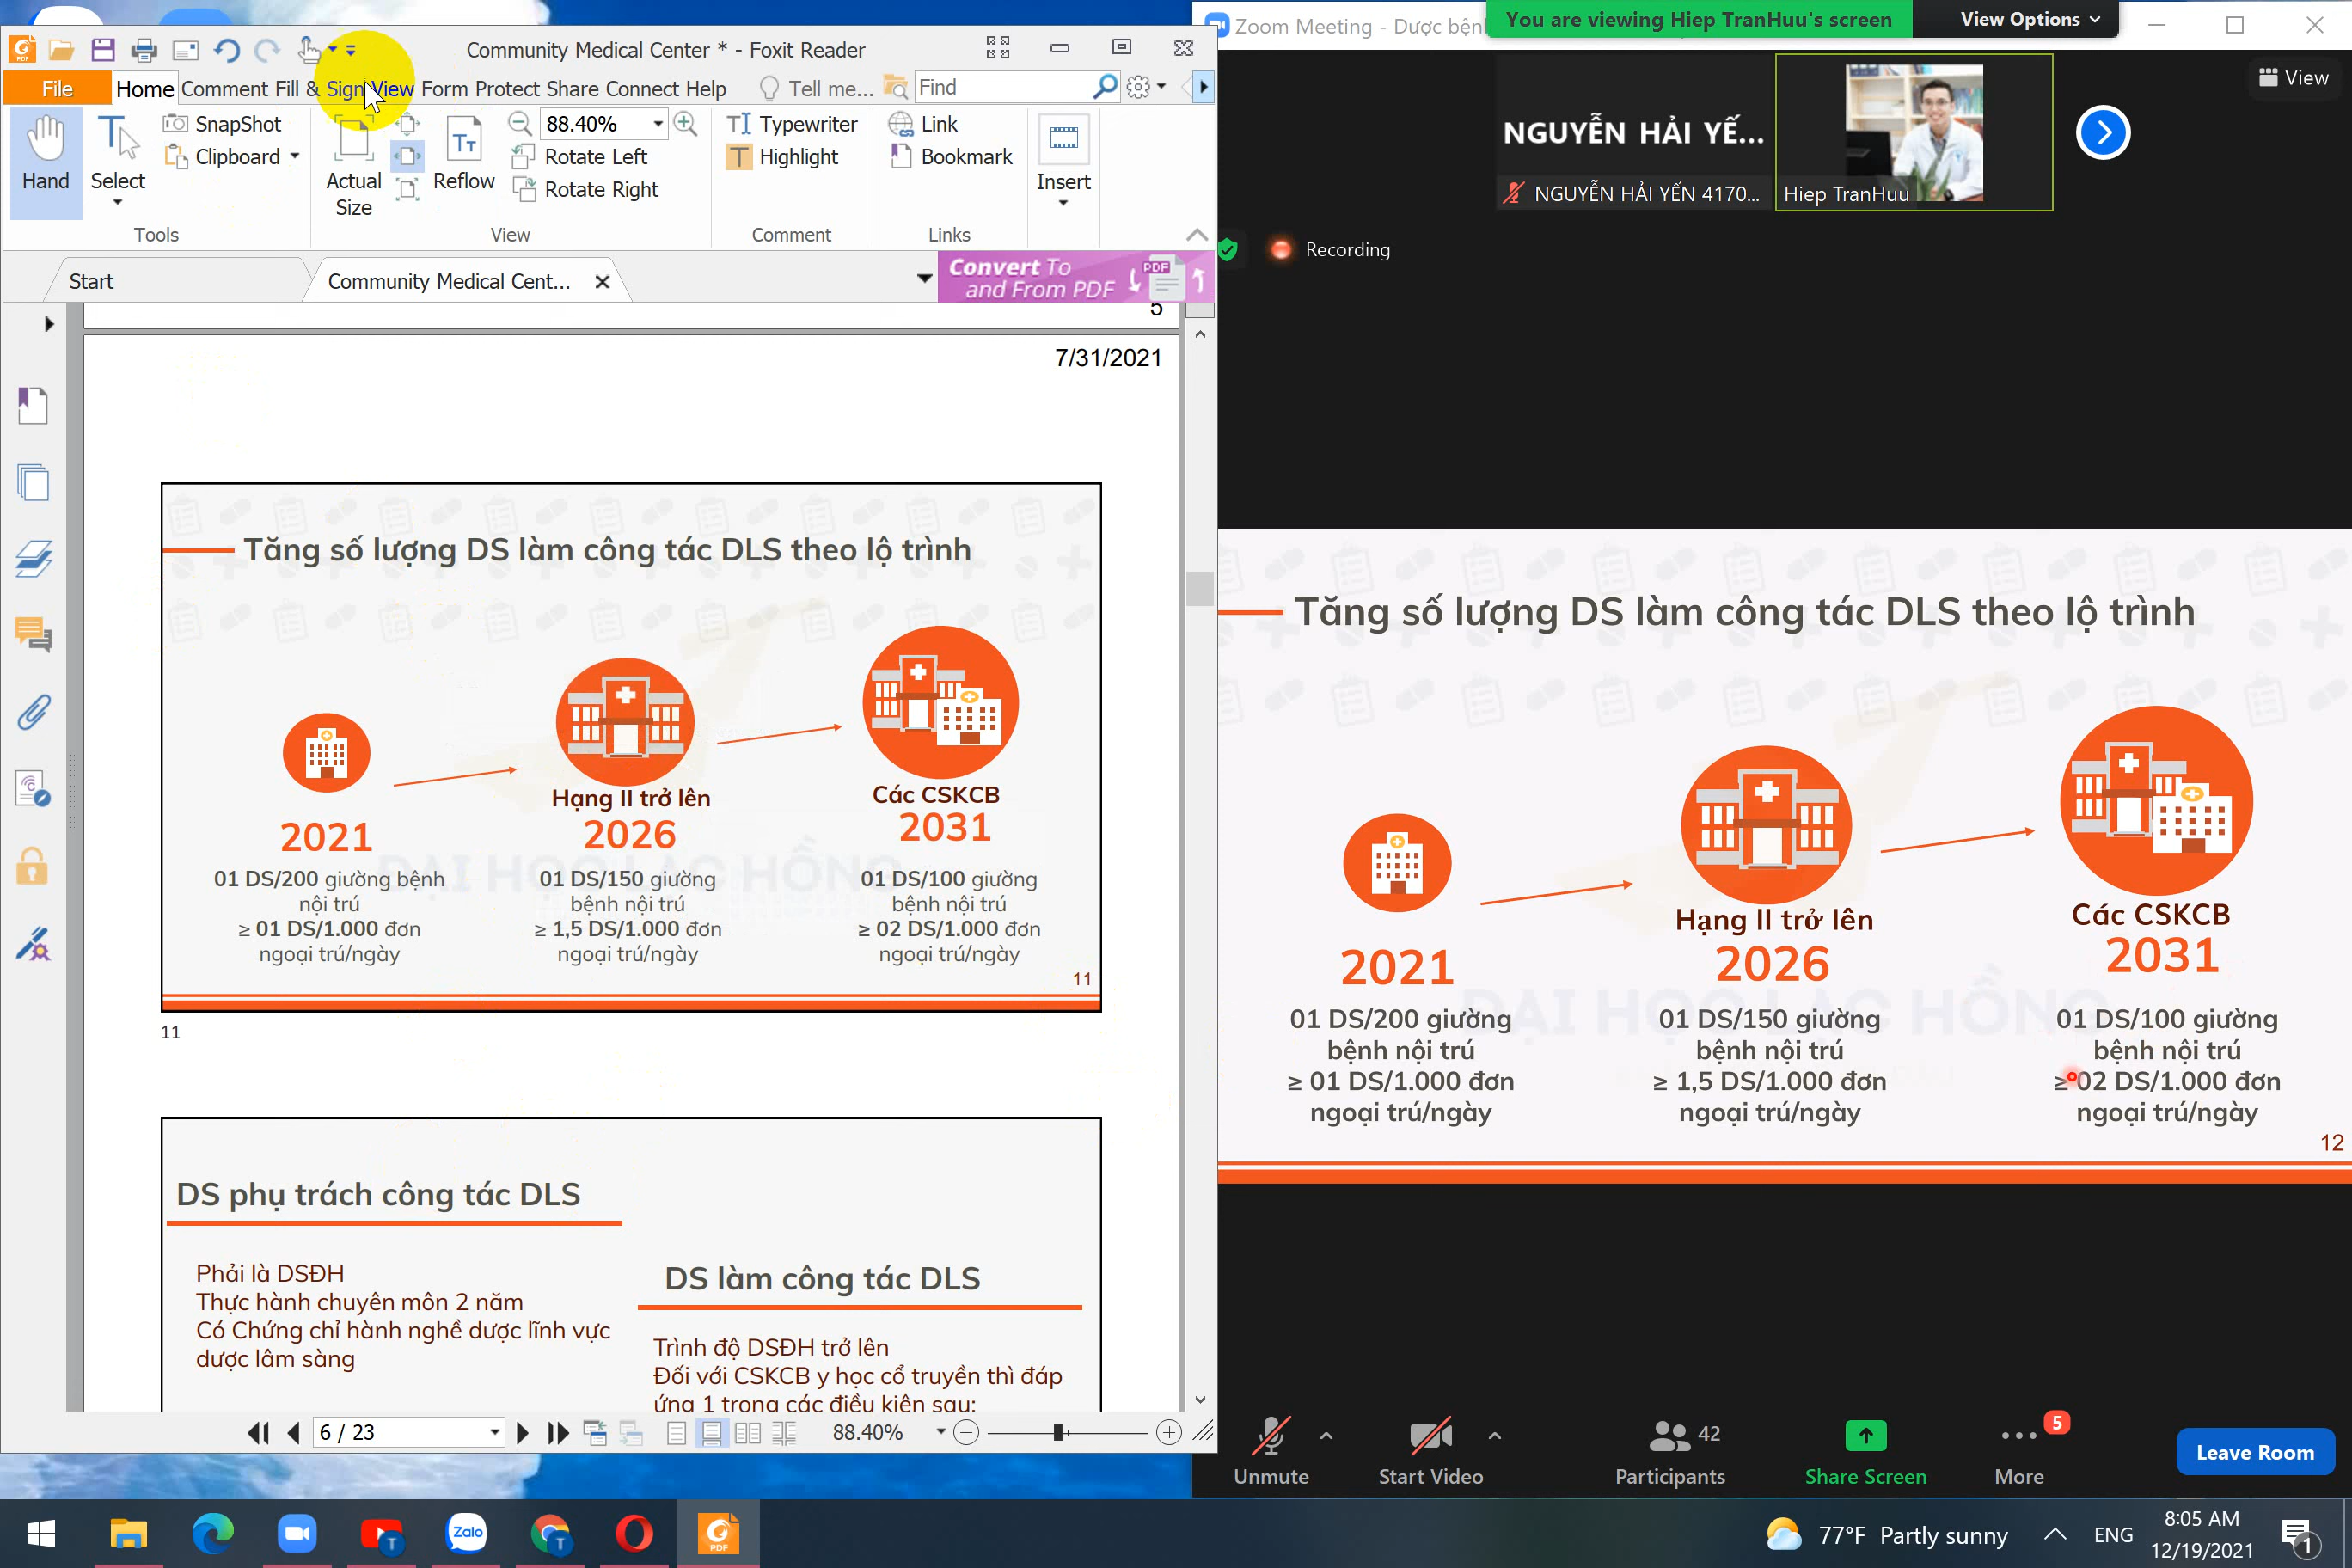 Community Medical Center * - Foxit Reader
File Home Comment Fill & Sign View Form Protect Share Connect Help Tell me... Find
Hand
Select
SnapShot
Clipboard
Tools
Actual
Size
Reflow
88.40%
Rotate Left
Rotate Right
View
Typewriter
Highlight
Comment
Link
Bookmark
Links
Insert
Start
Community Medical Cent...
Convert To
and From PDF
PDF
5
7/31/2021
Tăng số lượng DS làm công tác DLS theo lộ trình
ĐẠI HỌC LẠC HỒNG
2021
01 DS/200 giường bệnh
nội trú
≥ 01 DS/1.000 đơn
ngoại trú/ngày
Hạng II trở lên
2026
01 DS/150 giường
bệnh nội trú
≥ 1,5 DS/1.000 đơn
ngoại trú/ngày
Các CSKCB
2031
01 DS/100 giường
bệnh nội trú
≥ 02 DS/1.000 đơn
ngoại trú/ngày
11
11
DS phụ trách công tác DLS
Phải là DSĐH
Thực hành chuyên môn 2 năm
Có Chứng chỉ hành nghề dược lĩnh vực
dược lâm sàng
DS làm công tác DLS
Trình độ DSĐH trở lên
Đối với CSKCB y học cổ truyền thì đáp
ứng 1 trong các điều kiện sau:
6 / 23
88.40%
Zoom Meeting - Dược bện
You are viewing Hiep TranHuu's screen
View Options
View
NGUYỄN HẢI YẾ...
NGUYỄN HẢI YẾN 4170...
Hiep TranHuu
Recording
Tăng số lượng DS làm công tác DLS theo lộ trình
ĐẠI HỌC LẠC HỒNG
2021
01 DS/200 giường
bệnh nội trú
≥ 01 DS/1.000 đơn
ngoại trú/ngày
Hạng II trở lên
2026
01 DS/150 giường
bệnh nội trú
≥ 1,5 DS/1.000 đơn
ngoại trú/ngày
Các CSKCB
2031
01 DS/100 giường
bệnh nội trú
≥ 02 DS/1.000 đơn
ngoại trú/ngày
12
Unmute
Start Video
42
Participants
Share Screen
5
More
Leave Room
Zalo
T
T
PDF
77°F Partly sunny
ENG
8:05 AM
12/19/2021
1